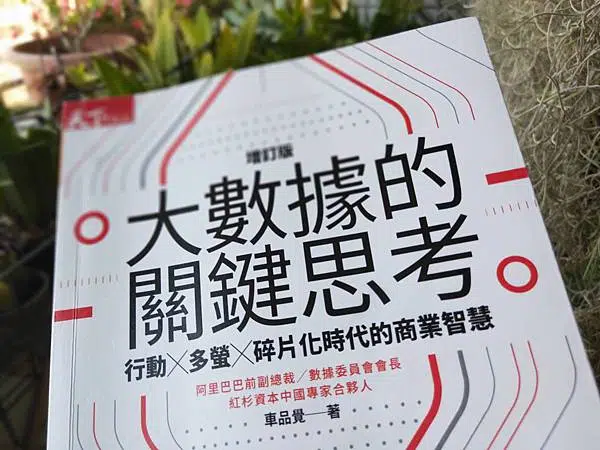 天下
增訂版
大數據的
關鍵思考
行動×多螢×碎片化時代的商業智慧
阿里巴巴前副總裁／數據委員會會長
紅杉資本中國專家合夥人
車品覺——著